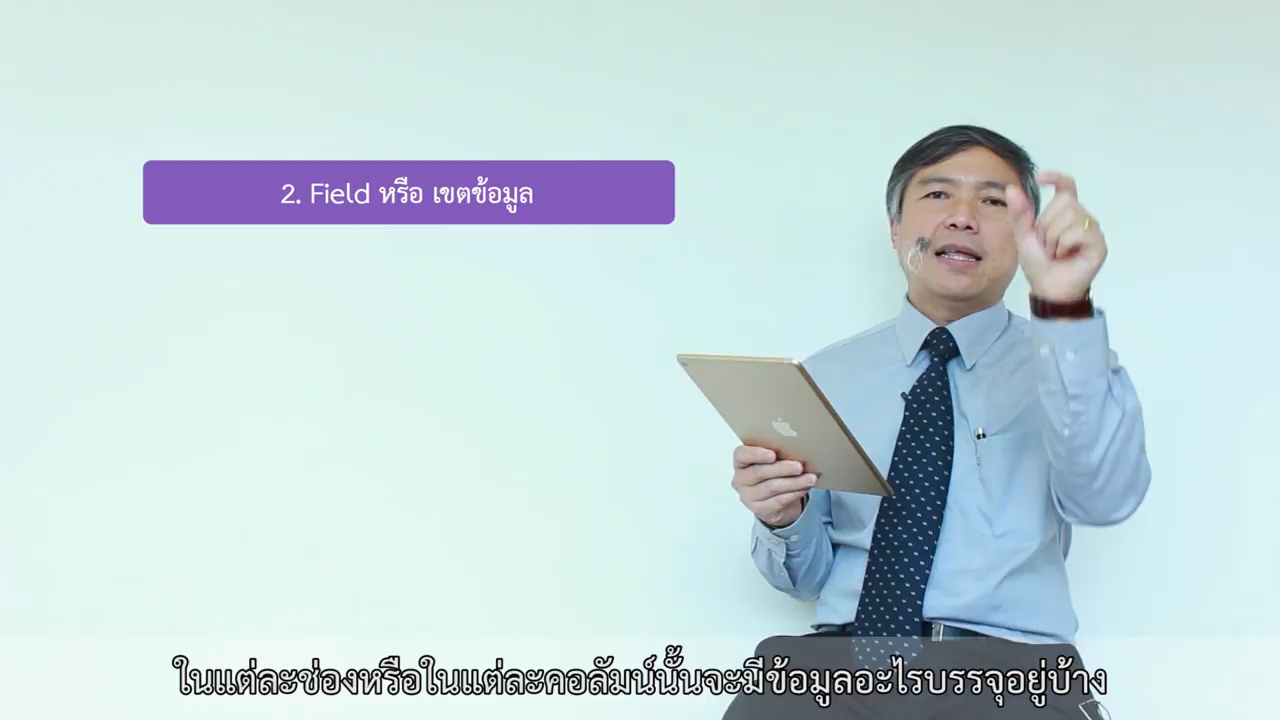 2. Field หรือ เขตข้อมูล
ในแต่ละช่องหรือในแต่ละคอลัมน์นั้นจะมีข้อมูลอะไรบรรจุอยู่บ้าง